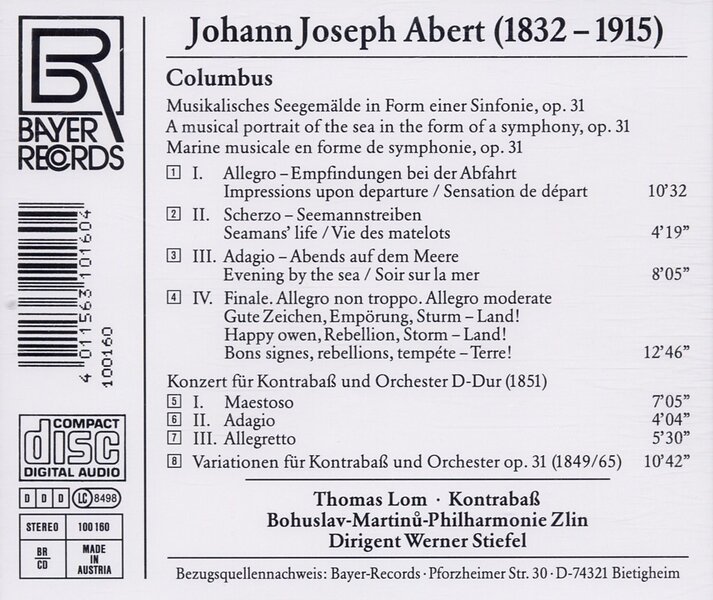 Johann Joseph Abert (1832 – 1915)
BAYER
RECORDS
Columbus
Musikalisches Seegemälde in Form einer Sinfonie, op. 31
A musical portrait of the sea in the form of a symphony, op. 31
Marine musicale en forme de symphonie, op. 31
1 I. Allegro – Empfindungen bei der Abfahrt
Impressions upon departure / Sensation de départ 10'32
2 II. Scherzo – Seemannstreiben
Seamans' life / Vie des matelots 4'19"
3 III. Adagio – Abends auf dem Meere
Evening by the sea / Soir sur la mer 8'05"
4 IV. Finale. Allegro non troppo. Allegro moderate
Gute Zeichen, Empörung, Sturm – Land!
Happy owen, Rebellion, Storm – Land!
Bons signes, rebellions, tempéte – Terre! 12'46"
Konzert für Kontrabaß und Orchester D-Dur (1851)
5 I. Maestoso 7'05"
6 II. Adagio 4'04"
7 III. Allegretto 5'30"
8 Variationen für Kontrabaß und Orchester op. 31 (1849/65) 10'42"
Thomas Lom · Kontrabaß
Bohuslav-Martinů-Philharmonie Zlin
Dirigent Werner Stiefel
Bezugsquellennachweis: Bayer-Records · Pforzheimer Str. 30 · D-74321 Bietigheim
4 011563 101604
100160
COMPACT
disc
DIGITAL AUDIO
D D D LC 8498
STEREO 100 160
BR
CD
MADE
IN
AUSTRIA